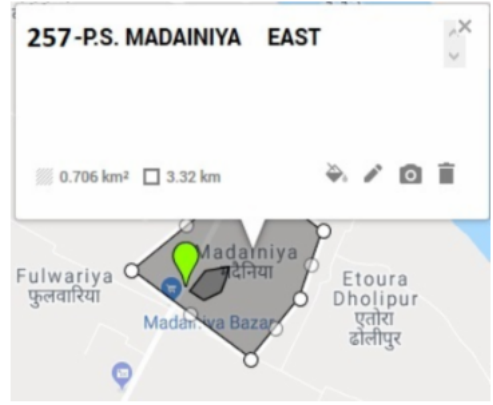 257-P.S. MADAINIYA EAST
0.706 km² 3.32 km
Madainiya
मदैनिया
Fulwariya
फुलवारिया
Etoura
Dholipur
एतोरा
ढोलीपुर
Madainiya Bazar